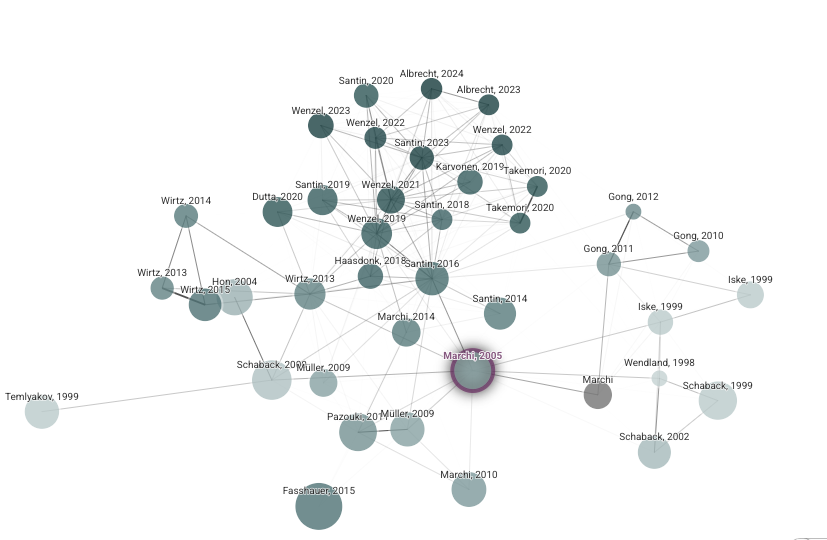 Albrecht, 2024
Santin, 2020
Albrecht, 2023
Wenzel, 2023
Wenzel, 2022
Wenzel, 2022
Santin, 2023
Karvonen, 2019
Takemori, 2020
Santin, 2019
Wenzel, 2021
Dutta, 2020
Santin, 2018
Takemori, 2020
Wirtz, 2014
Gong, 2012
Wenzel, 2019
Gong, 2010
Gong, 2011
Haasdonk, 2018
Santin, 2016
Wirtz, 2013
Hon, 2004
Wirtz, 2013
Wirtz, 2015
Iske, 1999
Santin, 2014
Iske, 1999
Marchi, 2014
Marchi, 2005
Schaback, 2000
Müller, 2009
Wendland, 1998
Marchi
Schaback, 1999
Temlyakov, 1999
Pazouki, 2011
Müller, 2009
Schaback, 2002
Marchi, 2010
Fasshauer, 2015